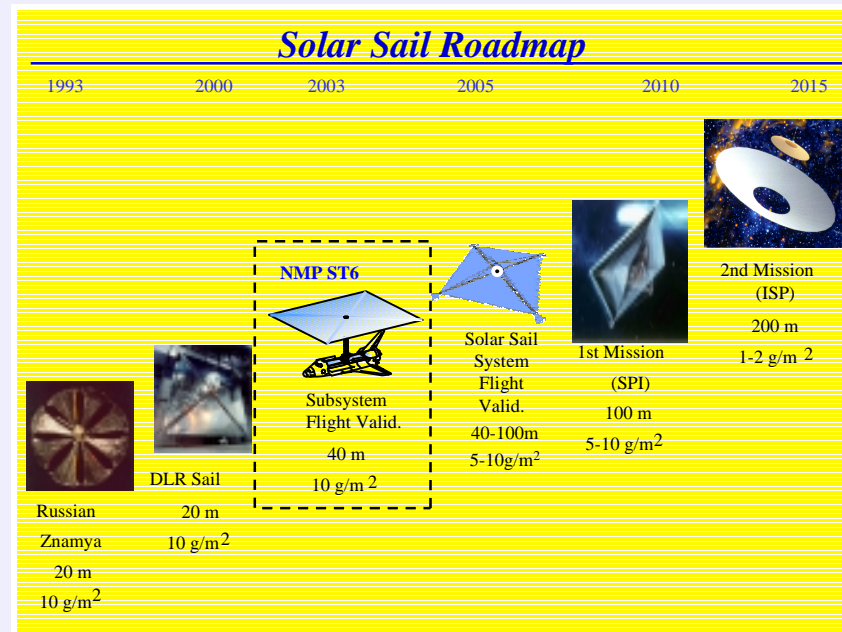 Solar Sail Roadmap
1993 2000 2003 2005 2010 2015
Russian
Znamya
20 m
10 g/m2
DLR Sail
20 m
10 g/m2
NMP ST6
Subsystem
Flight Valid.
40 m
10 g/m 2
Solar Sail
System
Flight
Valid.
40-100m
5-10g/m2
1st Mission
(SPI)
100 m
5-10 g/m2
2nd Mission
(ISP)
200 m
1-2 g/m 2